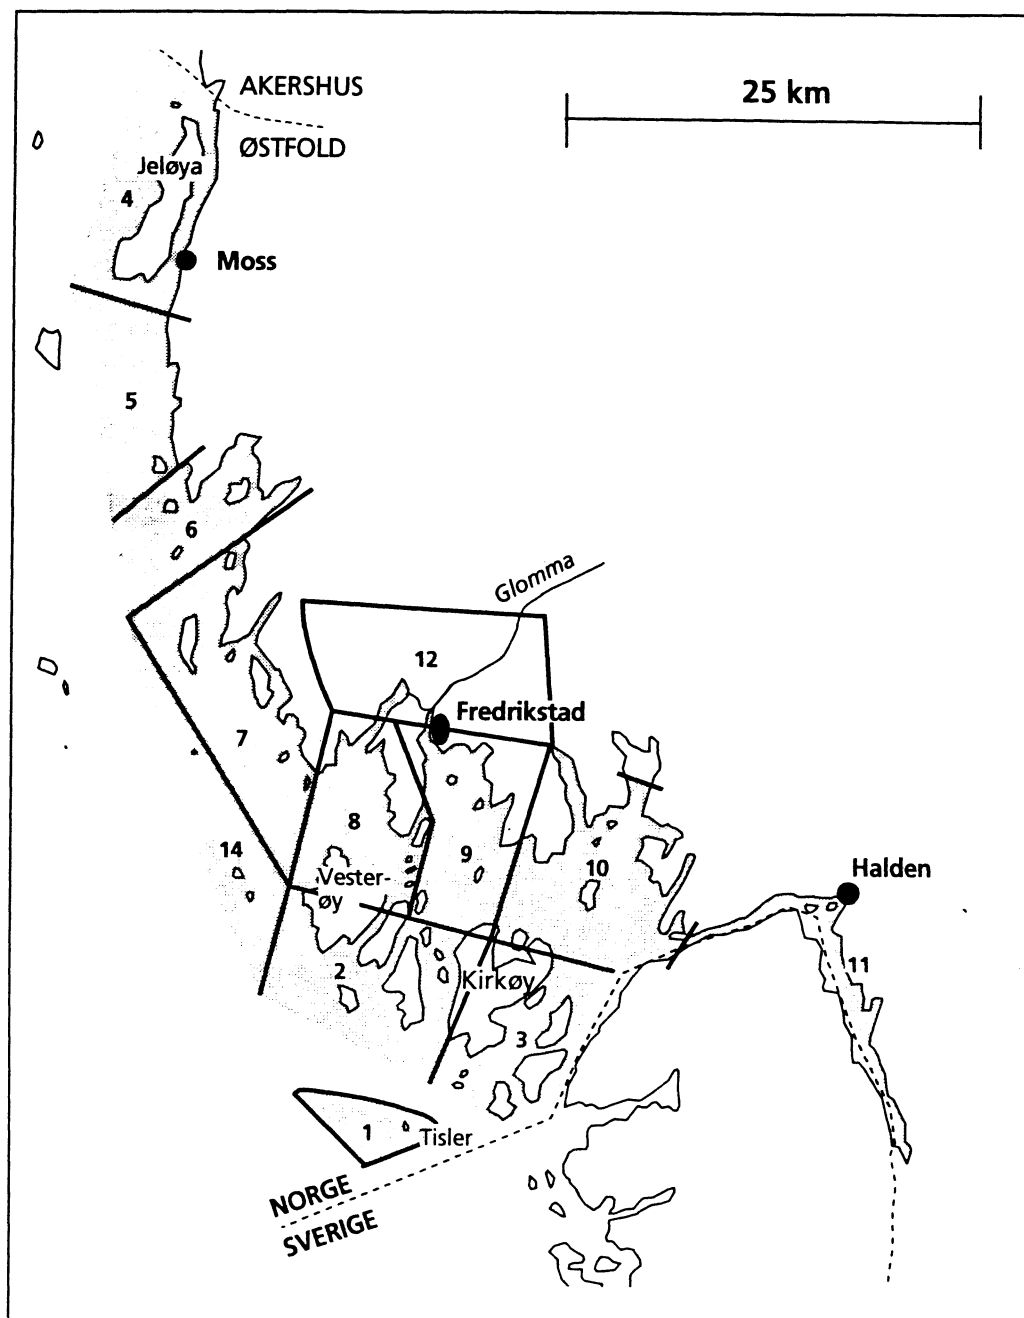 AKERSHUS
25 km
ØSTFOLD
Jeløya
4
Moss
5
6
Glomma
12
Fredrikstad
7
8
14
9
10
Halden
Vester-
øy
2
Kirkøy
11
3
1
Tisler
NORGE
SVERIGE